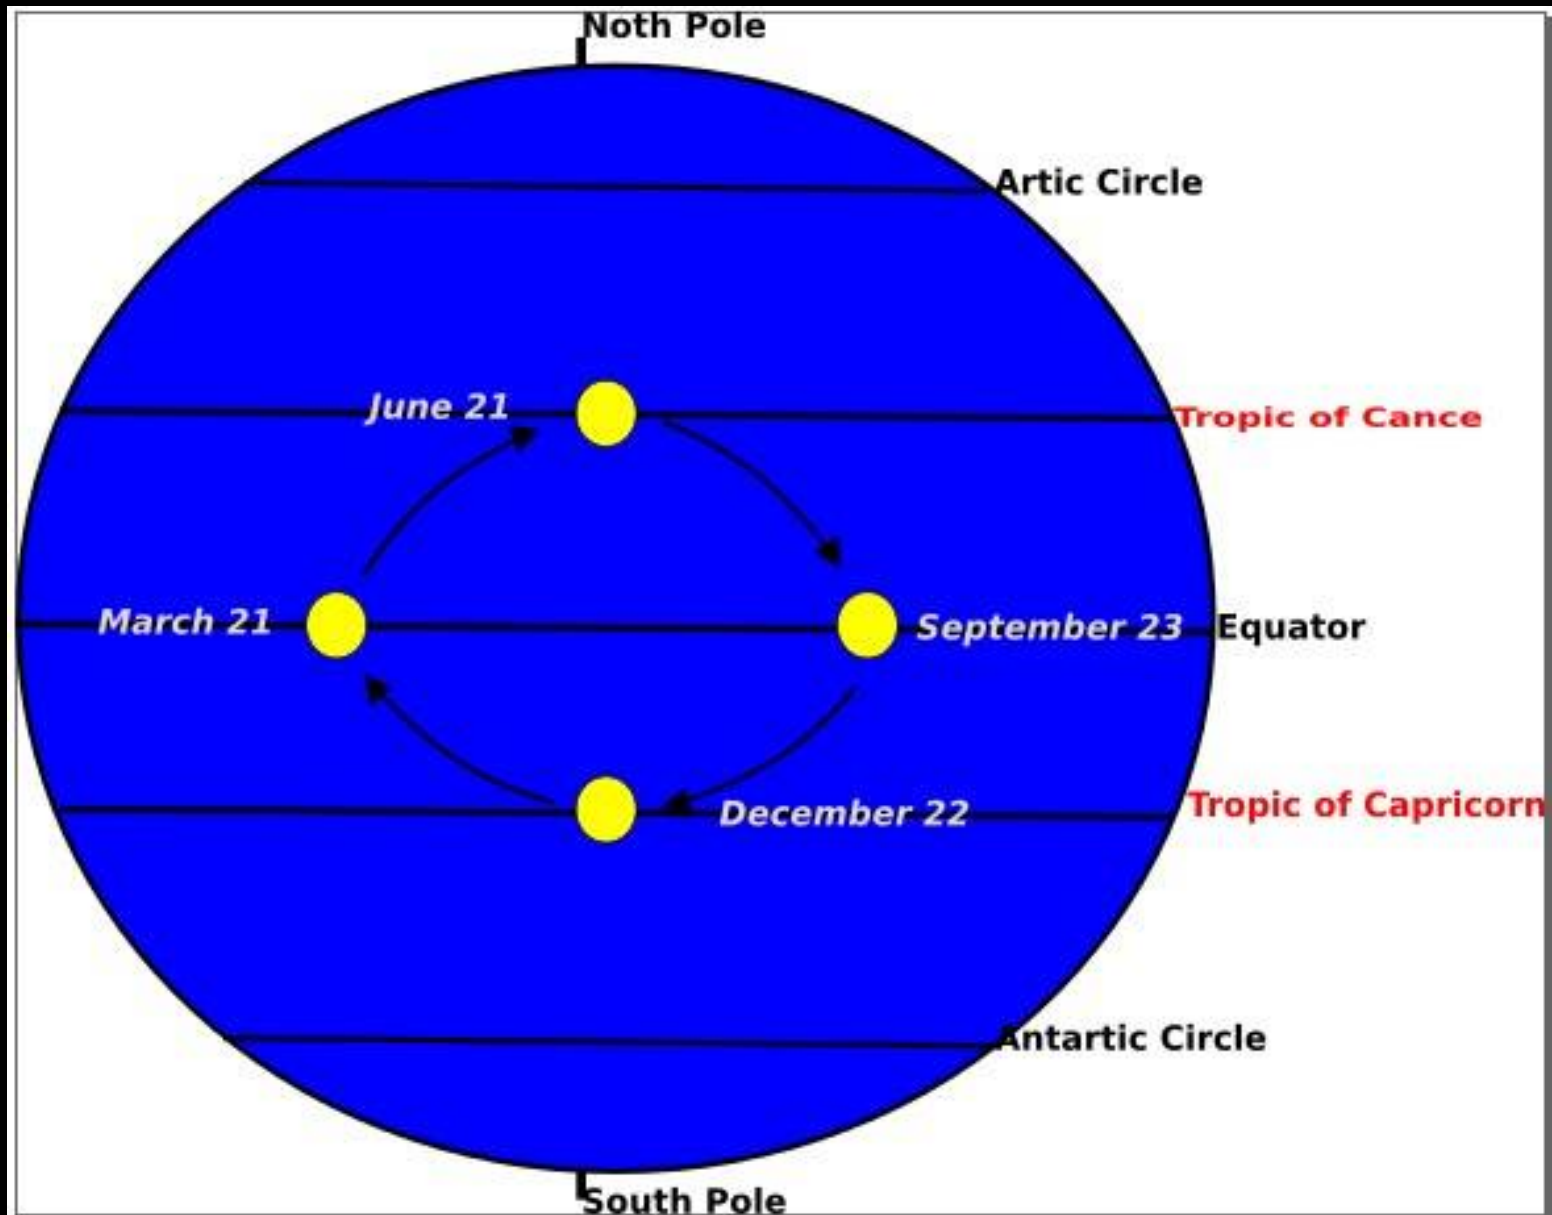 Noth Pole
Artic Circle
June 21
Tropic of Cance
March 21
September 23
Equator
December 22
Tropic of Capricorn
Antartic Circle
South Pole